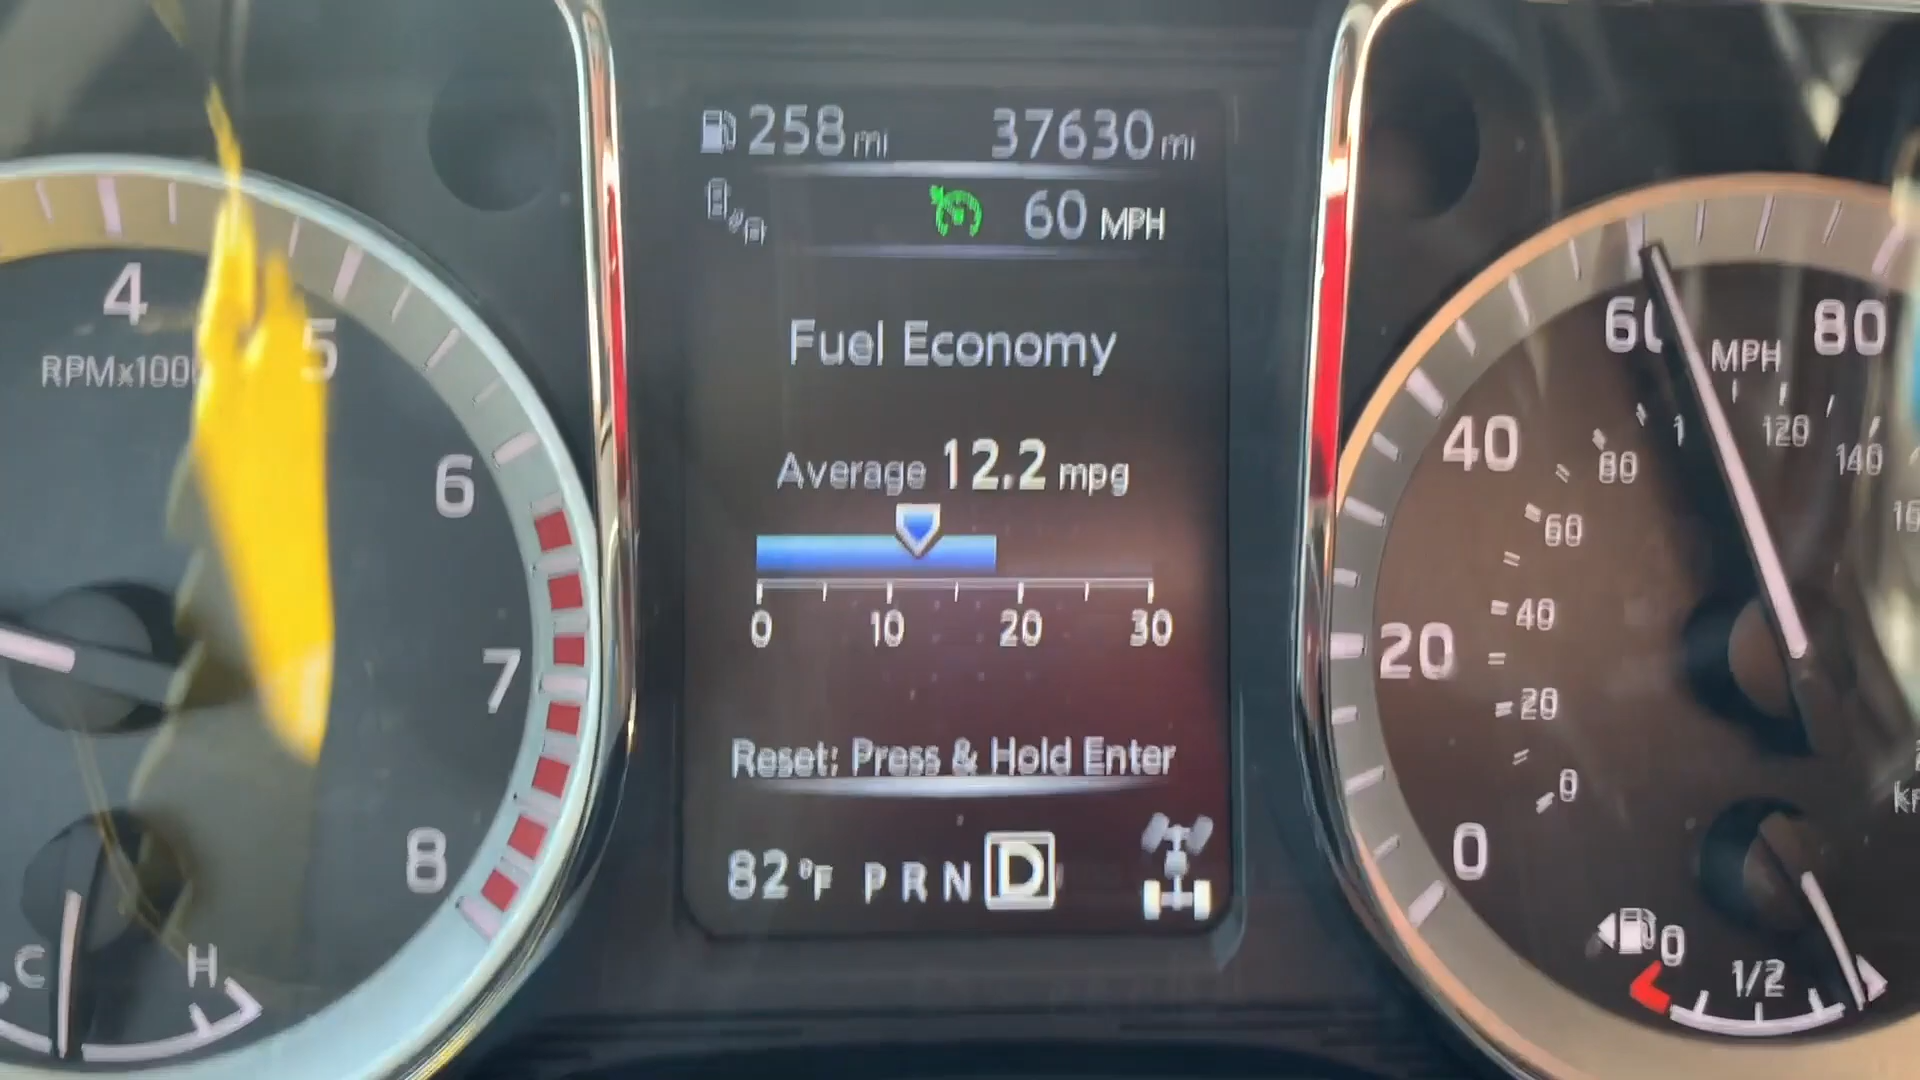 258 mi 37630 mi
60 MPH
Fuel Economy
Average 12.2 mpg
0 10 20 30
Reset: Press & Hold Enter
82°F P R N D
4
5
6
7
8
RPMx100
C H
0
20
40
60
80
MPH
0
20
40
60
80
120
140
0 1/2